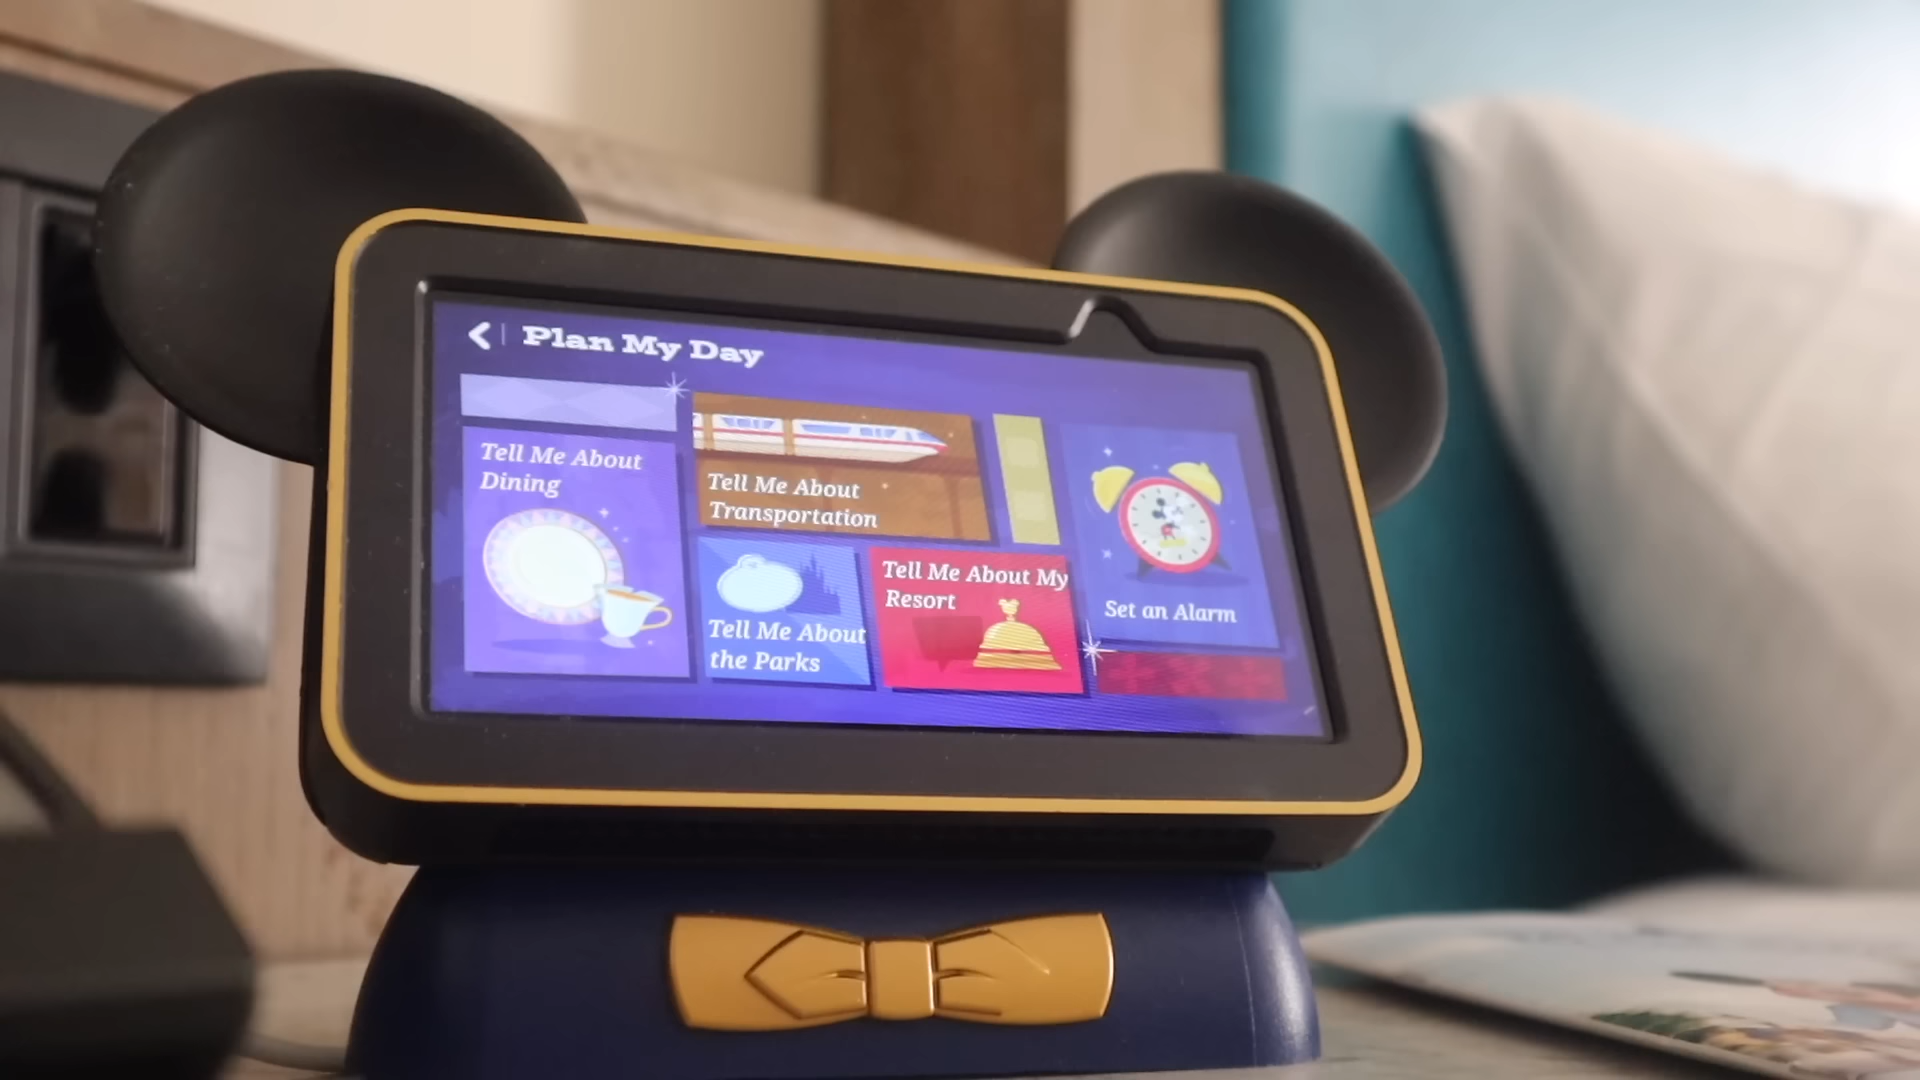 Plan My Day
Tell Me About
Dining
Tell Me About
Transportation
Tell Me About
the Parks
Tell Me About My
Resort
Set an Alarm